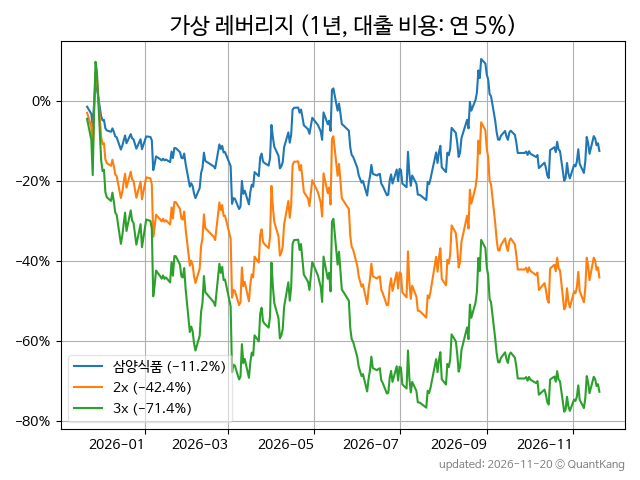 가상 레버리지 (1년, 대출 비용: 연 5%)
0%
−20%
−40%
−60%
−80%
삼양식품 (−11.2%)
2x (−42.4%)
3x (−71.4%)
2026-01
2026-03
2026-05
2026-07
2026-09
2026-11
updated: 2026-11-20 © QuantKang